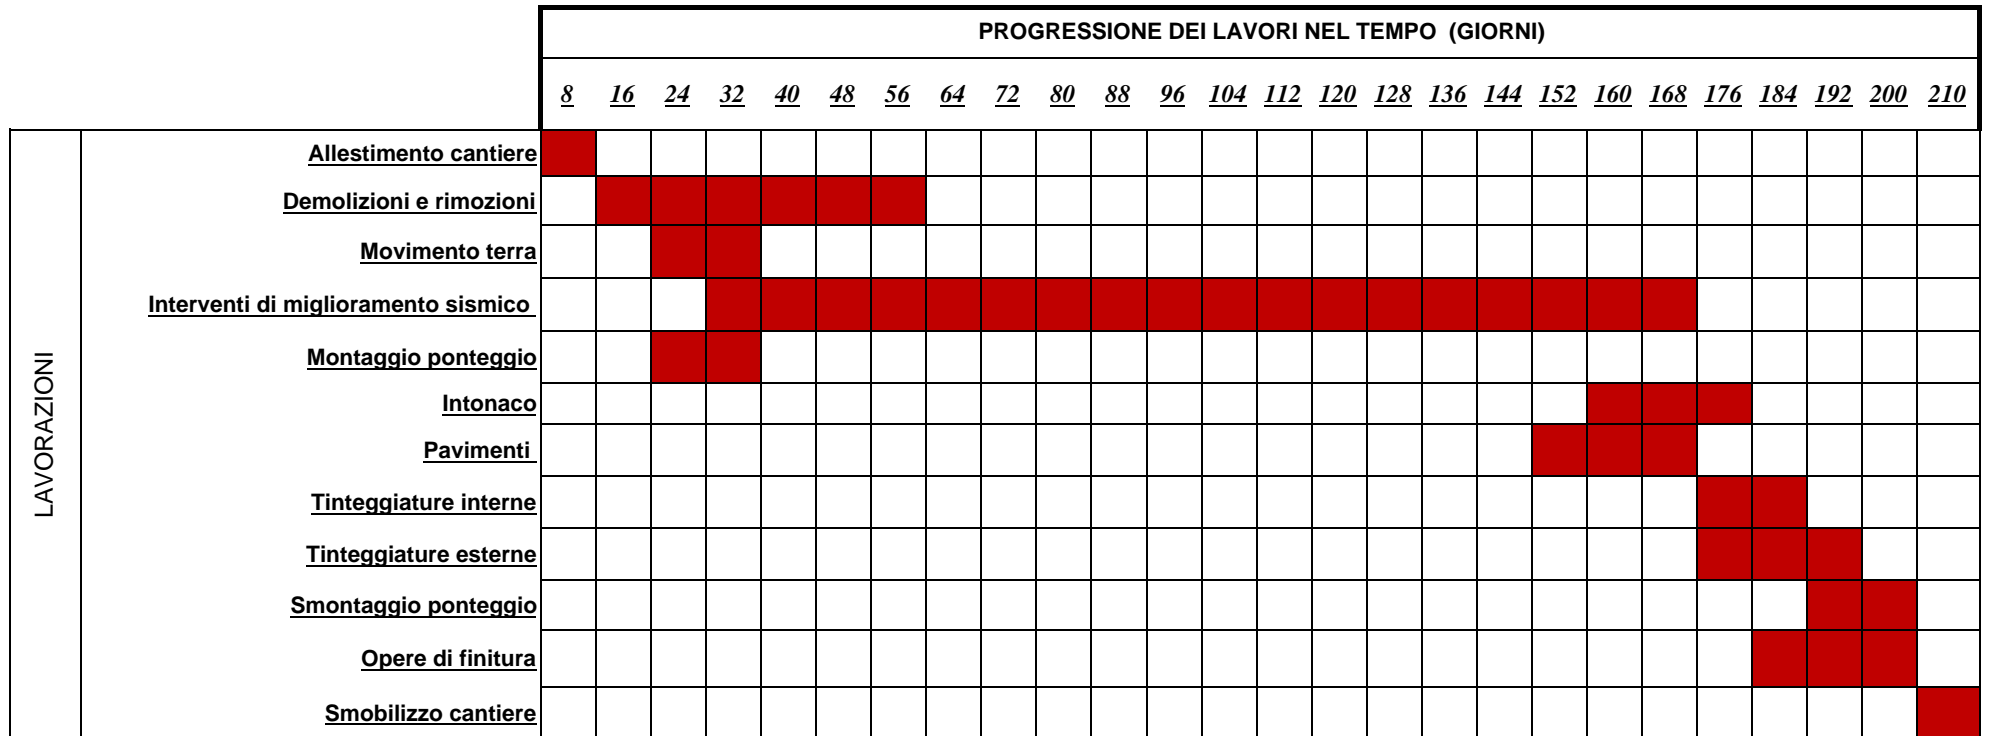 PROGRESSIONE DEI LAVORI NEL TEMPO  (GIORNI)
8 16 24 32 40 48 56 64 72 80 88 96 104 112 120 128 136 144 152 160 168 176 184 192 200 210
LAVORAZIONI
Allestimento cantiere
Demolizioni e rimozioni
Movimento terra
Interventi di miglioramento sismico
Montaggio ponteggio
Intonaco
Pavimenti
Tinteggiature interne
Tinteggiature esterne
Smontaggio ponteggio
Opere di finitura
Smobilizzo cantiere